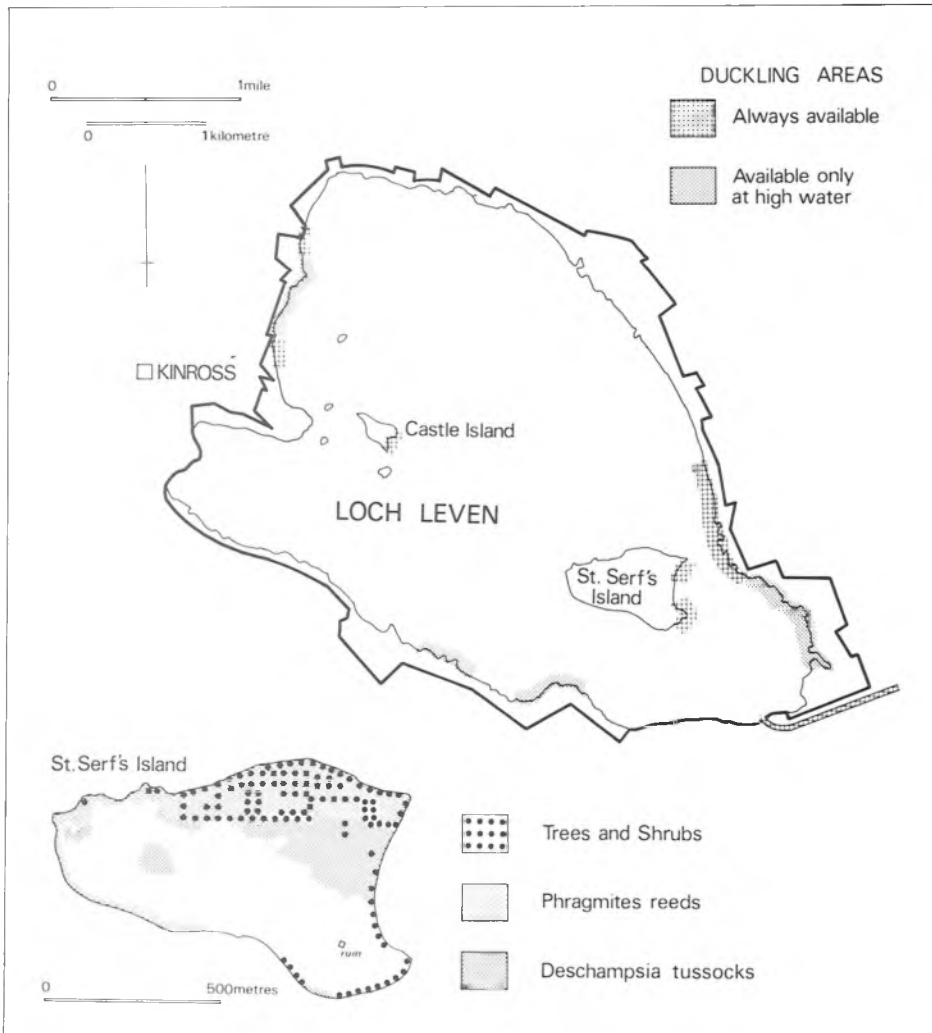 0 1mile
0 1kilometre
DUCKLING AREAS
Always available
Available only
at high water
KINROSS
Castle Island
LOCH LEVEN
St. Serf's
Island
St. Serf's Island
ruin
0 500metres
Trees and Shrubs
Phragmites reeds
Deschampsia tussocks